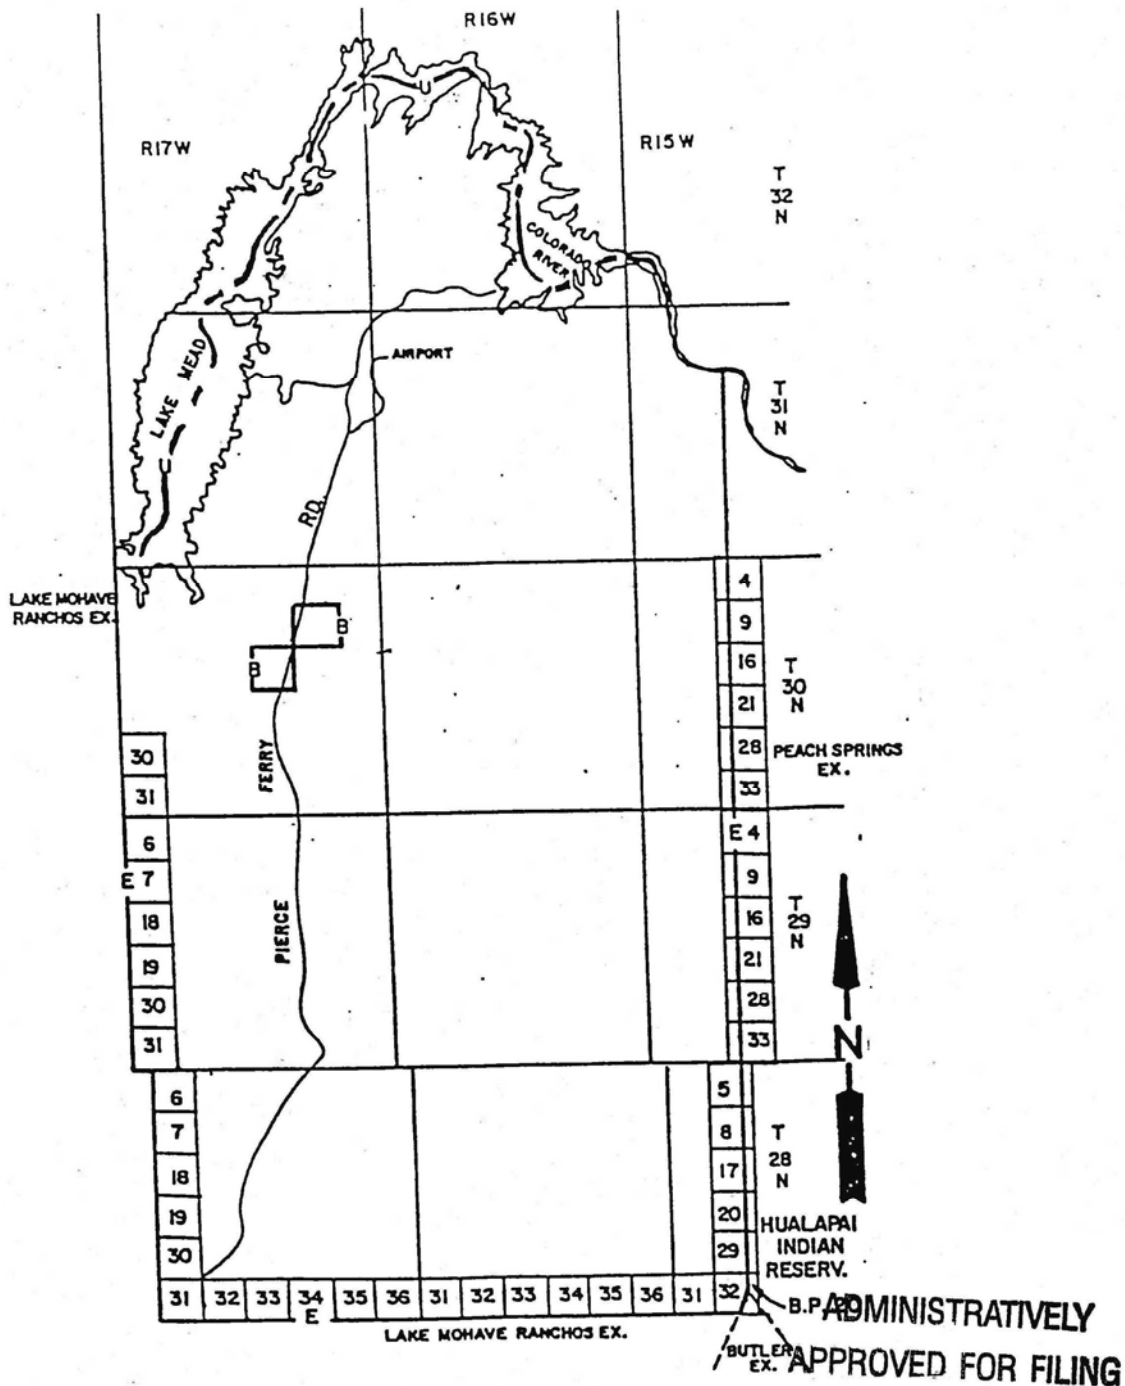 R16W
R17W
R15W
T
32
N
U
COLORADO
RIVER
LAKE MEAD
AIRPORT
T
31
N
U
RD.
LAKE MOHAVE
RANCHOS EX.
B
B
4
9
16
21
28
33
T
30
N
PEACH SPRINGS
EX.
30
31
FERRY
6
E 7
18
19
30
31
PIERCE
E 4
9
16
21
28
33
T
29
N
N
6
7
18
19
30
5
8
17
20
29
T
28
N
HUALAPAI
INDIAN
RESERV.
31 32 33 34 35 36 31 32 33 34 35 36 31 32
E
B.P.
ADMINISTRATIVELY
LAKE MOHAVE RANCHOS EX.
BUTLER
EX.
APPROVED FOR FILING